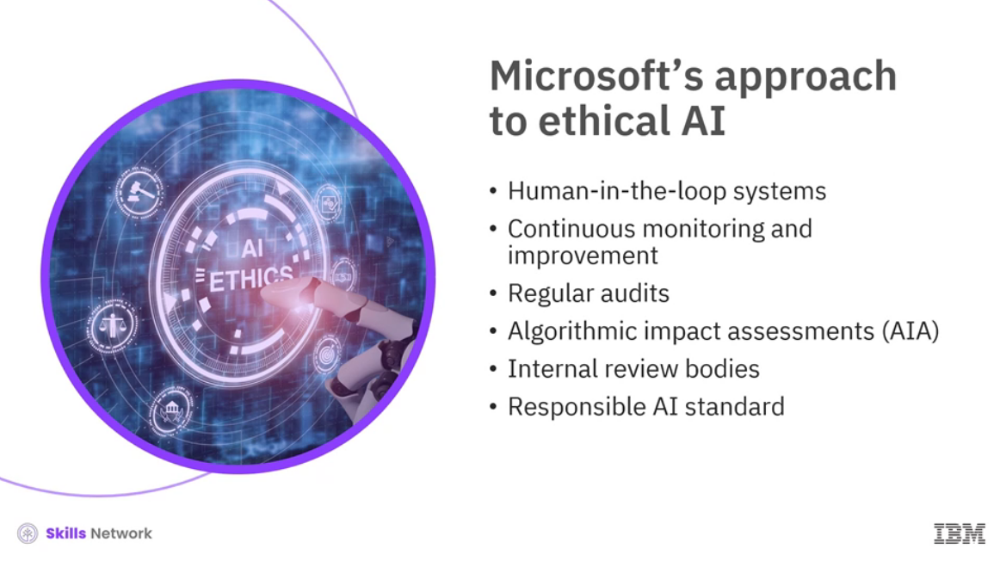 Microsoft's approach
to ethical AI
• Human-in-the-loop systems
• Continuous monitoring and
improvement
• Regular audits
• Algorithmic impact assessments (AIA)
• Internal review bodies
• Responsible AI standard
AI
ETHICS
Skills Network
IBM